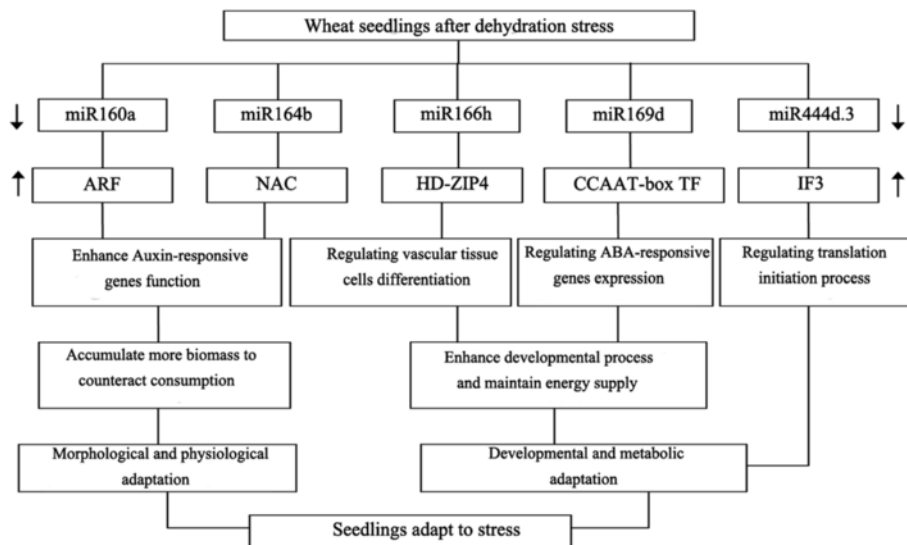 Wheat seedlings after dehydration stress
miR160a
miR164b
miR166h
miR169d
miR444d.3
ARF
NAC
HD-ZIP4
CCAAT-box TF
IF3
Enhance Auxin-responsive
genes function
Regulating vascular tissue
cells differentiation
Regulating ABA-responsive
genes expression
Regulating translation
initiation process
Accumulate more biomass to
counteract consumption
Enhance developmental process
and maintain energy supply
Morphological and physiological
adaptation
Developmental and metabolic
adaptation
Seedlings adapt to stress